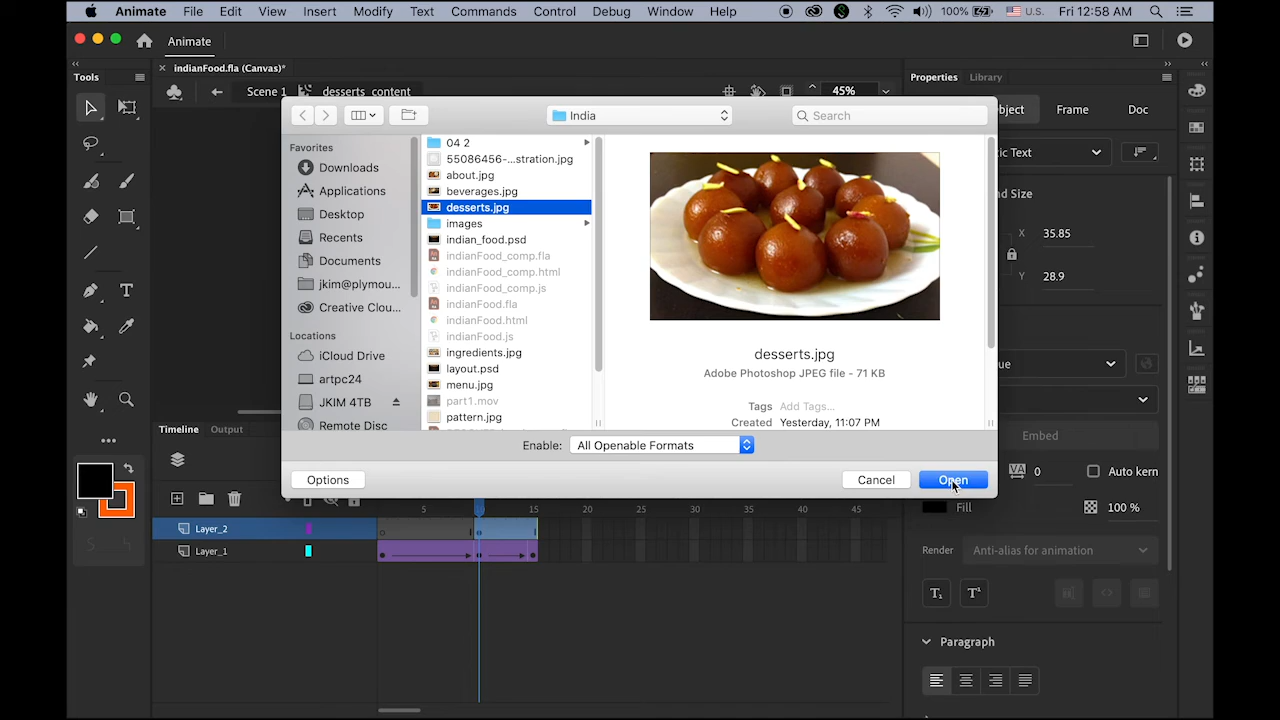 Animate File Edit View Insert Modify Text Commands Control Debug Window Help 100% U.S. Fri 12:58 AM
Animate
indianFood.fla (Canvas)*
Tools
Scene 1 desserts_content 45%
Properties Library
India
Search
Object Frame Doc
Favorites
Downloads
Applications
Desktop
Recents
Documents
jkim@plymou...
Creative Clou...
Locations
iCloud Drive
artpc24
JKIM 4TB
Remote Disc
04 2
55086456-...stration.jpg
about.jpg
beverages.jpg
desserts.jpg
images
indian_food.psd
indianFood_comp.fla
indianFood_comp.html
indianFood_comp.js
indianFood.fla
indianFood.html
indianFood.js
ingredients.jpg
layout.psd
menu.jpg
part1.mov
pattern.jpg
desserts.jpg
Adobe Photoshop JPEG file - 71 KB
Tags Add Tags...
Created Yesterday, 11:07 PM
Enable: All Openable Formats
Options
Cancel
Open
ic Text
nd Size
X 35.85
Y 28.9
ue
Embed
0
Auto kern
Fill
100 %
Render Anti-alias for animation
T₁ T¹
Paragraph
Timeline Output
5 10 15 20 25 30 35 40 45
Layer_2
Layer_1